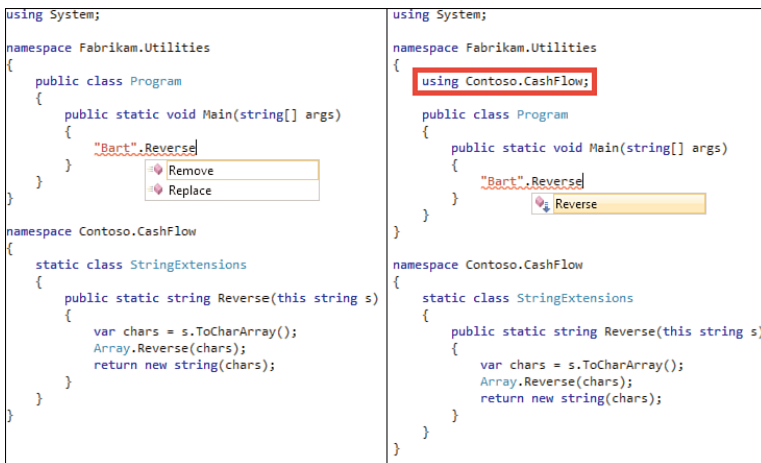 using System;
namespace Fabrikam.Utilities
{
    public class Program
    {
        public static void Main(string[] args)
        {
            "Bart".Reverse
        }
Remove
Replace
    }
}
namespace Contoso.CashFlow
{
    static class StringExtensions
    {
        public static string Reverse(this string s)
        {
            var chars = s.ToCharArray();
            Array.Reverse(chars);
            return new string(chars);
        }
    }
}
using System;
namespace Fabrikam.Utilities
{
    using Contoso.CashFlow;
    public class Program
    {
        public static void Main(string[] args)
        {
            "Bart".Reverse
        }
Reverse
    }
}
namespace Contoso.CashFlow
{
    static class StringExtensions
    {
        public static string Reverse(this string s)
        {
            var chars = s.ToCharArray();
            Array.Reverse(chars);
            return new string(chars);
        }
    }
}